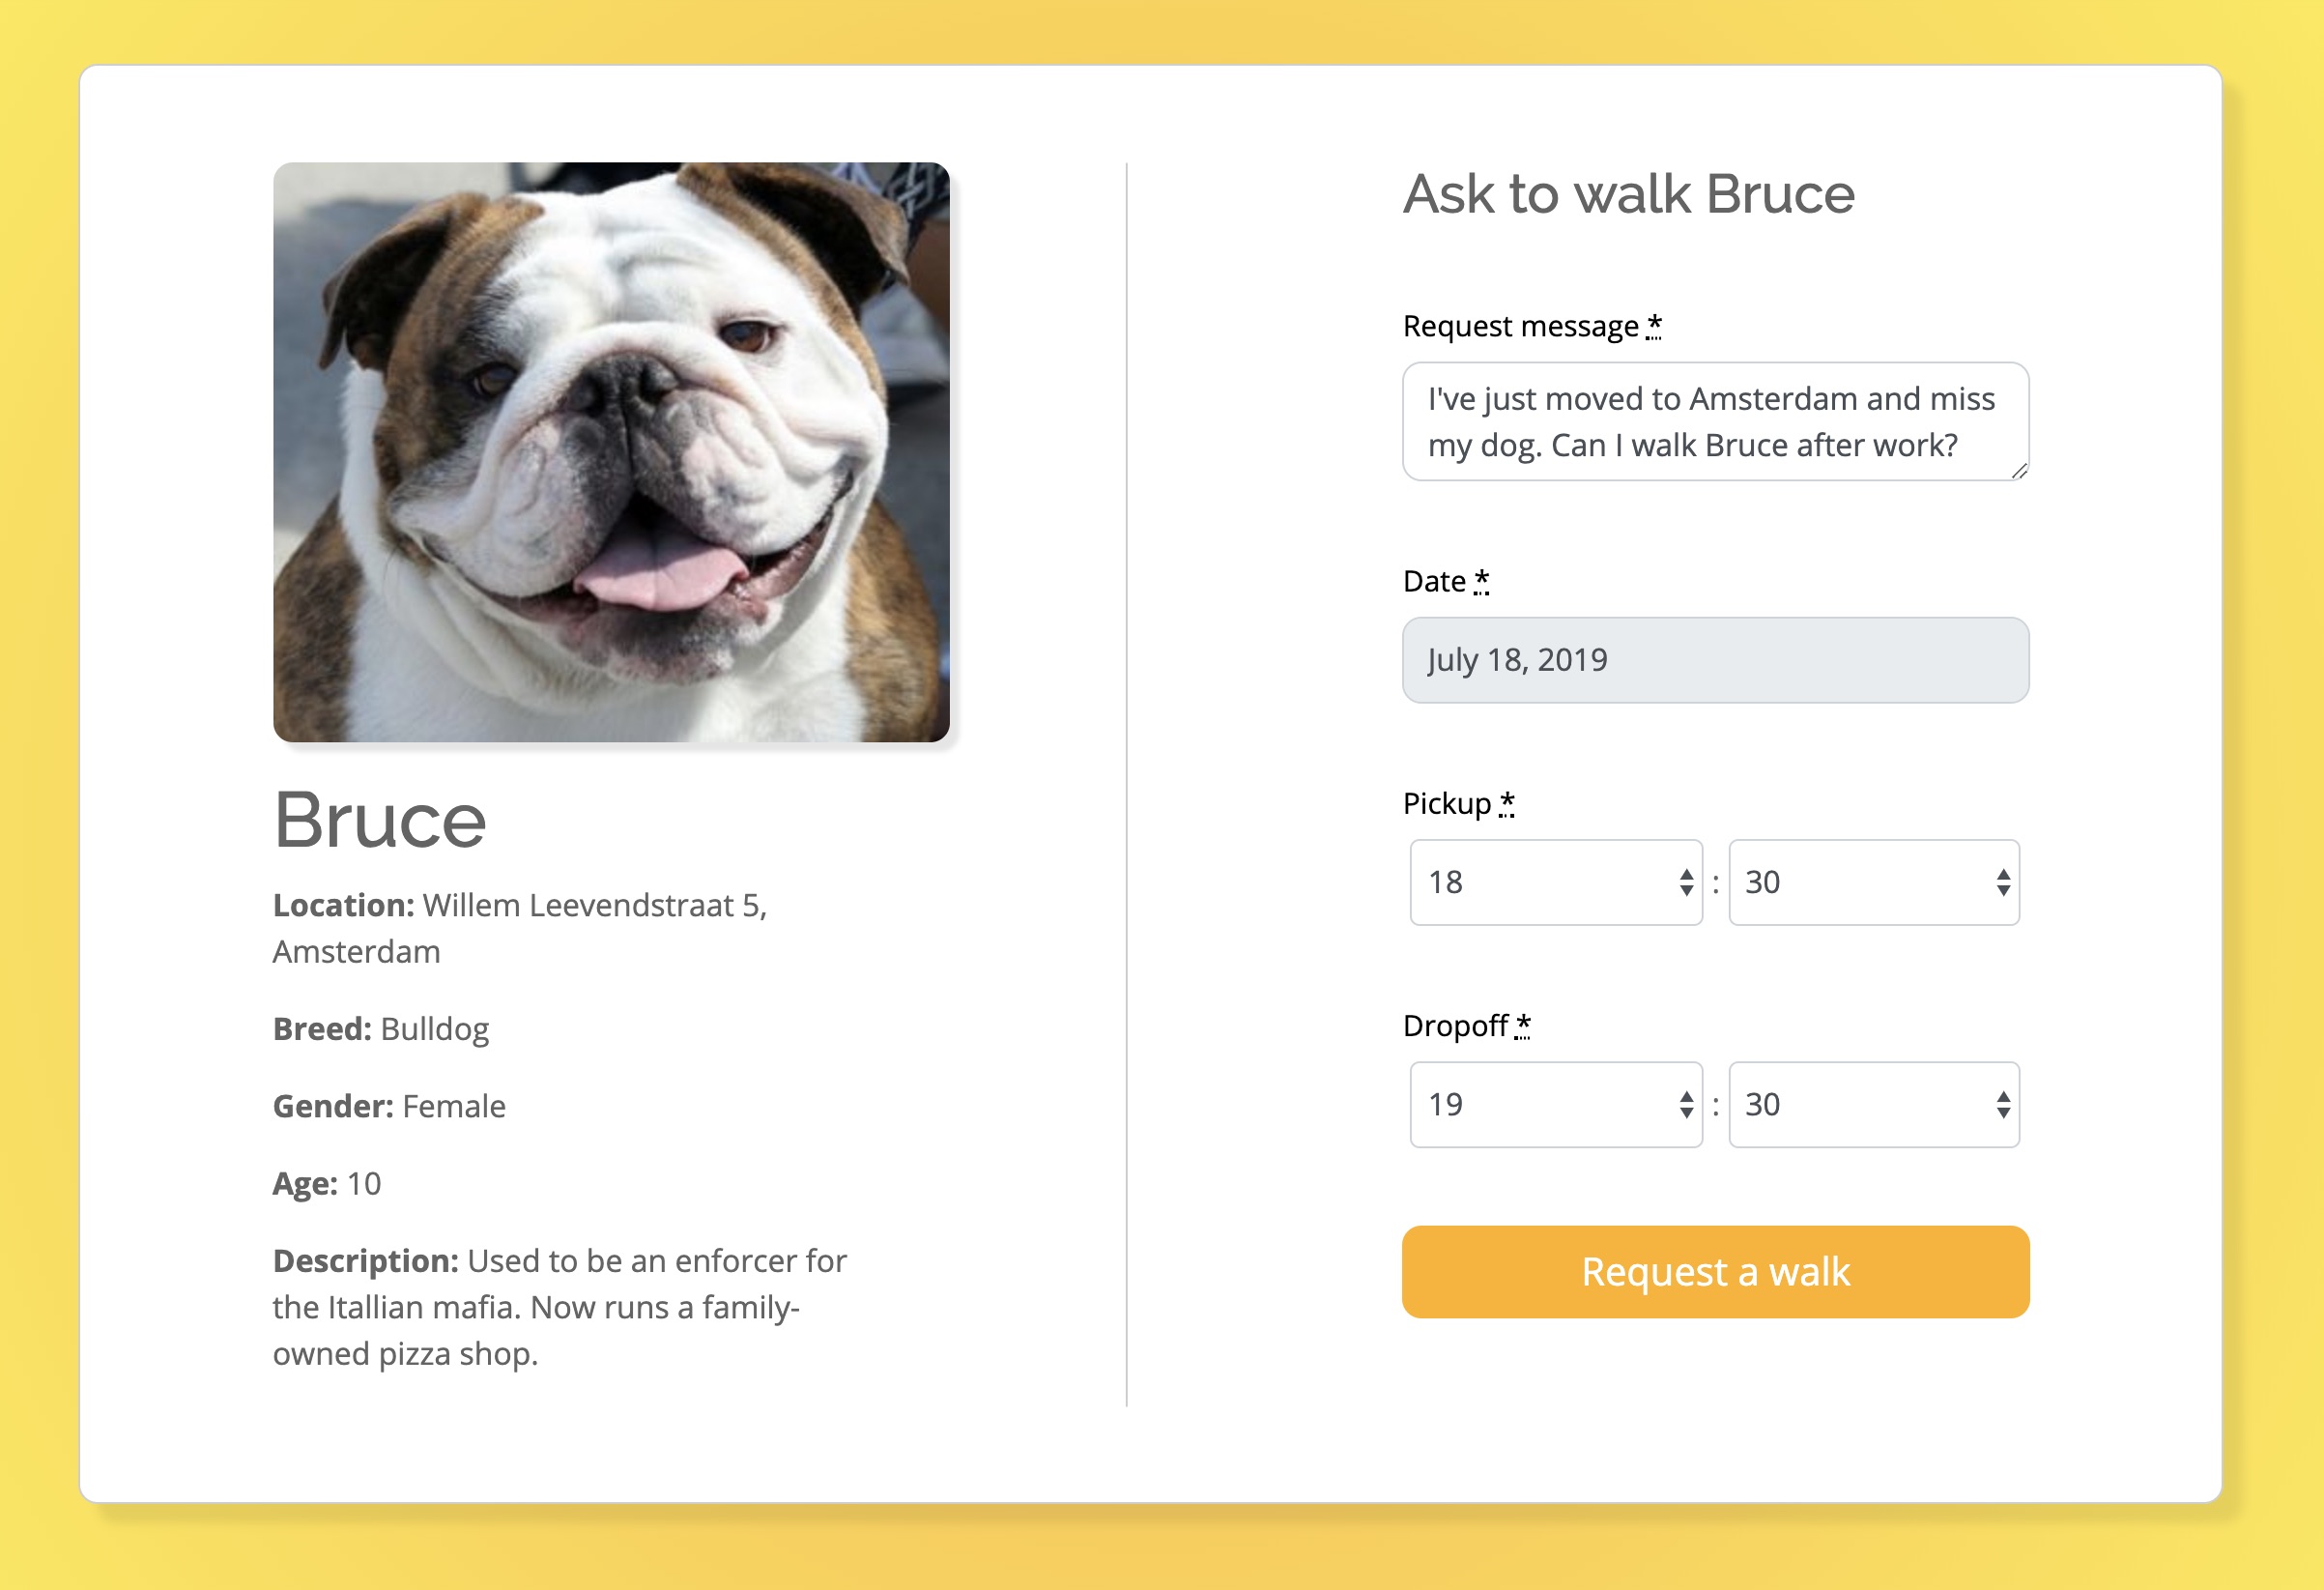 Bruce
Location: Willem Leevendstraat 5,
Amsterdam
Breed: Bulldog
Gender: Female
Age: 10
Description: Used to be an enforcer for
the Itallian mafia. Now runs a family-
owned pizza shop.
Ask to walk Bruce
Request message *
I've just moved to Amsterdam and miss
my dog. Can I walk Bruce after work?
Date *
July 18, 2019
Pickup *
18 : 30
Dropoff *
19 : 30
Request a walk